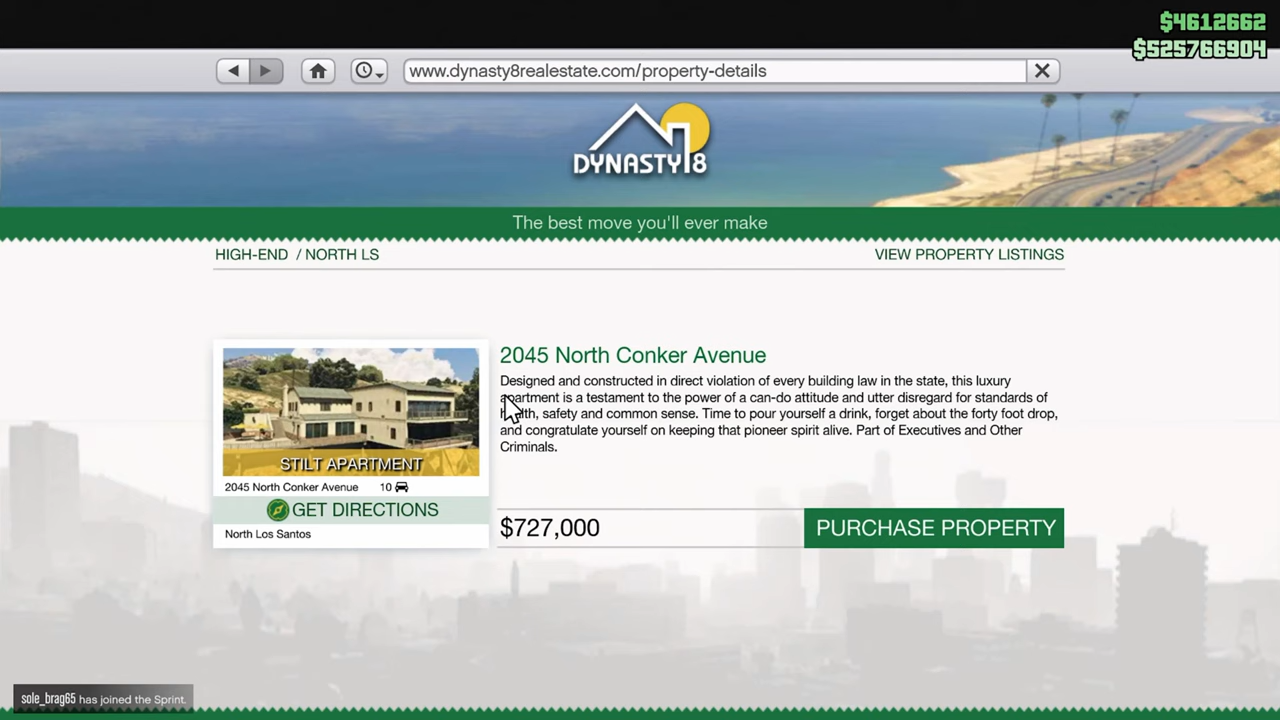 $4612662
$525766904
www.dynasty8realestate.com/property-details
DYNASTY 8
The best move you'll ever make
HIGH-END / NORTH LS
VIEW PROPERTY LISTINGS
2045 North Conker Avenue
Designed and constructed in direct violation of every building law in the state, this luxury
apartment is a testament to the power of a can-do attitude and utter disregard for standards of
health, safety and common sense. Time to pour yourself a drink, forget about the forty foot drop,
and congratulate yourself on keeping that pioneer spirit alive. Part of Executives and Other
Criminals.
STILT APARTMENT
2045 North Conker Avenue 10
GET DIRECTIONS
North Los Santos
$727,000
PURCHASE PROPERTY
sole_brag65 has joined the Sprint.